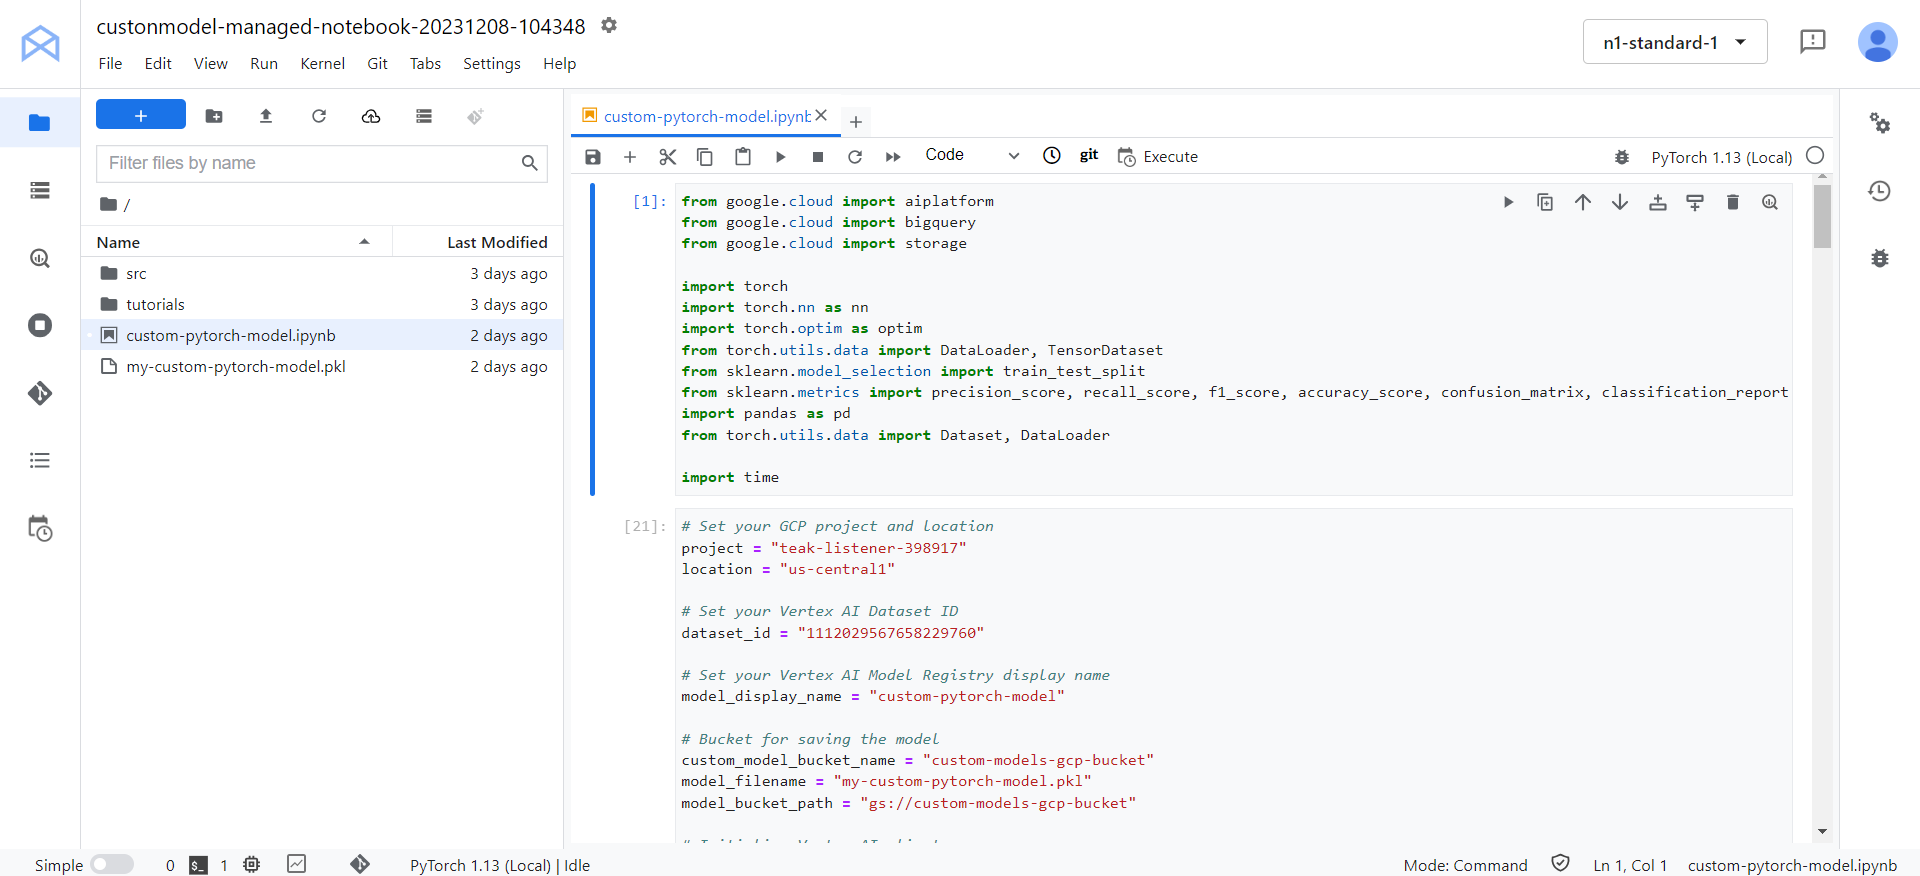 custonmodel-managed-notebook-20231208-104348
File Edit View Run Kernel Git Tabs Settings Help
n1-standard-1
Filter files by name
/
Name Last Modified
src 3 days ago
tutorials 3 days ago
custom-pytorch-model.ipynb 2 days ago
my-custom-pytorch-model.pkl 2 days ago
custom-pytorch-model.ipynb
Code git Execute PyTorch 1.13 (Local)
[1]: from google.cloud import aiplatform
from google.cloud import bigquery
from google.cloud import storage
import torch
import torch.nn as nn
import torch.optim as optim
from torch.utils.data import DataLoader, TensorDataset
from sklearn.model_selection import train_test_split
from sklearn.metrics import precision_score, recall_score, f1_score, accuracy_score, confusion_matrix, classification_report
import pandas as pd
from torch.utils.data import Dataset, DataLoader
import time
[21]: # Set your GCP project and location
project = "teak-listener-398917"
location = "us-central1"
# Set your Vertex AI Dataset ID
dataset_id = "1112029567658229760"
# Set your Vertex AI Model Registry display name
model_display_name = "custom-pytorch-model"
# Bucket for saving the model
custom_model_bucket_name = "custom-models-gcp-bucket"
model_filename = "my-custom-pytorch-model.pkl"
model_bucket_path = "gs://custom-models-gcp-bucket"
Simple 0 $_ 1 PyTorch 1.13 (Local) | Idle Mode: Command Ln 1, Col 1 custom-pytorch-model.ipynb